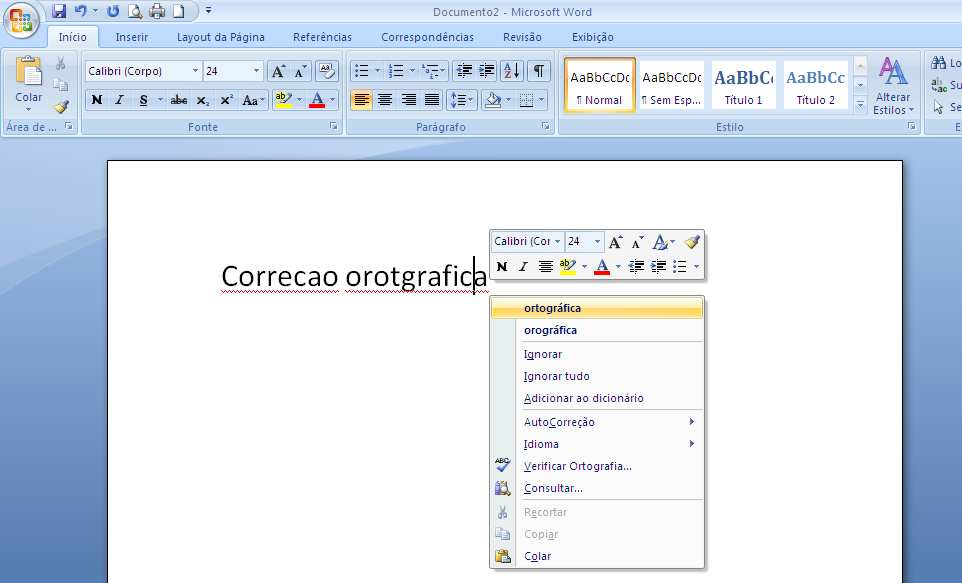 Documento2 - Microsoft Word
Início Inserir Layout da Página Referências Correspondências Revisão Exibição
Colar
Área de ...
Calibri (Corpo) 24
N I S abc x₂ x² Aa ab A
Fonte
Parágrafo
AaBbCcDc AaBbCcDc AaBbC AaBbCc
¶ Normal ¶ Sem Esp... Título 1 Título 2
Alterar Estilos
Estilo
Lo
Su
Se
E
Calibri (Cor 24
N I ab A
Correcao orotgrafica
ortográfica
orográfica
Ignorar
Ignorar tudo
Adicionar ao dicionário
AutoCorreção
Idioma
Verificar Ortografia...
Consultar...
Recortar
Copiar
Colar